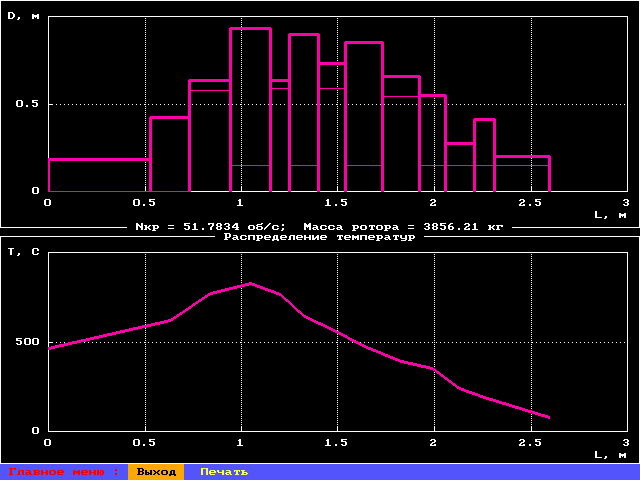 D, м
0.5
0
0 0.5 1 1.5 2 2.5 3
L, м
Nкр = 51.7834 об/с; Масса ротора = 3856.21 кг
Распределение температур
T, C
500
0
0 0.5 1 1.5 2 2.5 3
L, м
Главное меню : Выход Печать